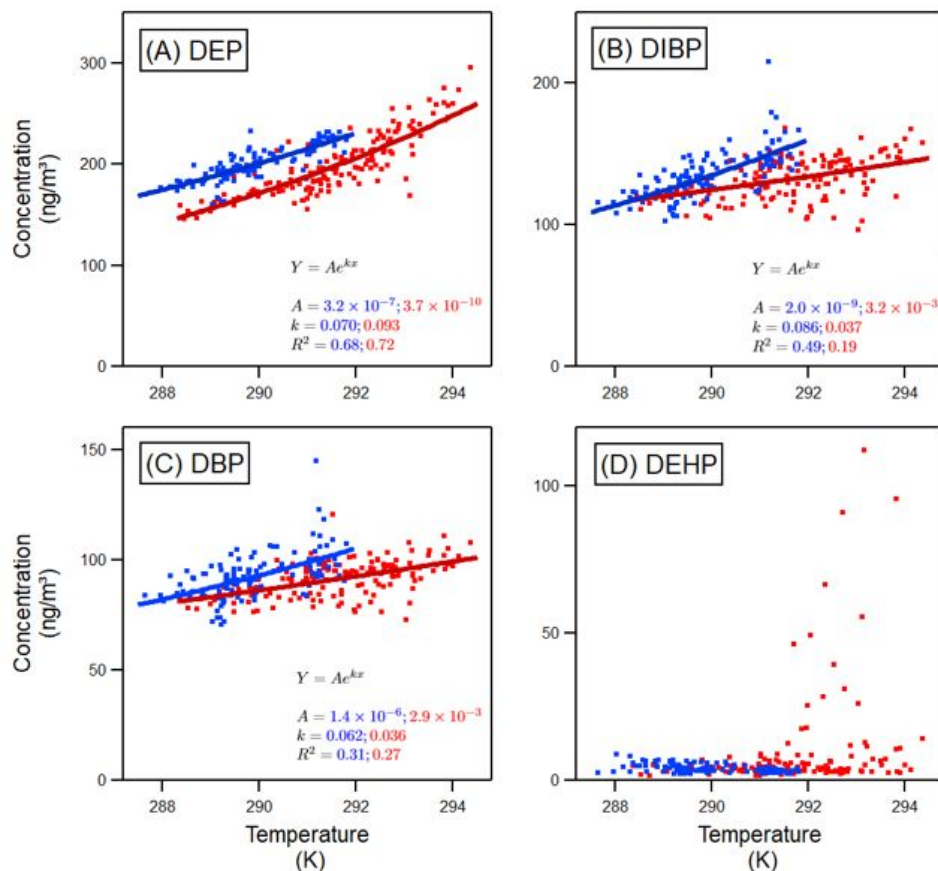 (A) DEP
300
200
100
0
288
290
292
294
Concentration
(ng/m³)
Y = Ae^{kx}
A = 3.2 × 10⁻⁷; 3.7 × 10⁻¹⁰
k = 0.070; 0.093
R² = 0.68; 0.72
(B) DIBP
200
100
0
288
290
292
294
Y = Ae^{kx}
A = 2.0 × 10⁻⁹; 3.2 × 10⁻³
k = 0.086; 0.037
R² = 0.49; 0.19
(C) DBP
150
100
50
0
288
290
292
294
Concentration
(ng/m³)
Y = Ae^{kx}
A = 1.4 × 10⁻⁶; 2.9 × 10⁻³
k = 0.062; 0.036
R² = 0.31; 0.27
Temperature
(K)
(D) DEHP
100
50
0
288
290
292
294
Temperature
(K)